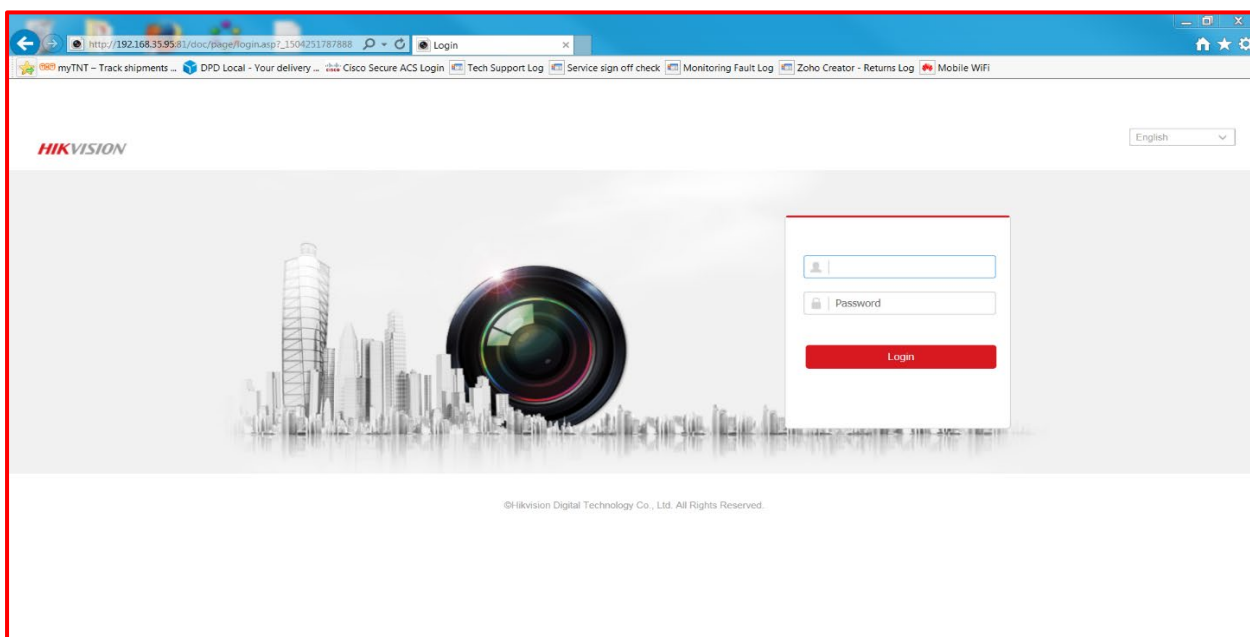 http://192.168.35.95:81/doc/page/login.asp?_1504251787888
Login
myTNT – Track shipments ...
DPD Local - Your delivery ...
Cisco Secure ACS Login
Tech Support Log
Service sign off check
Monitoring Fault Log
Zoho Creator - Returns Log
Mobile WiFi
HIKVISION
English
Password
Login
©Hikvision Digital Technology Co., Ltd. All Rights Reserved.